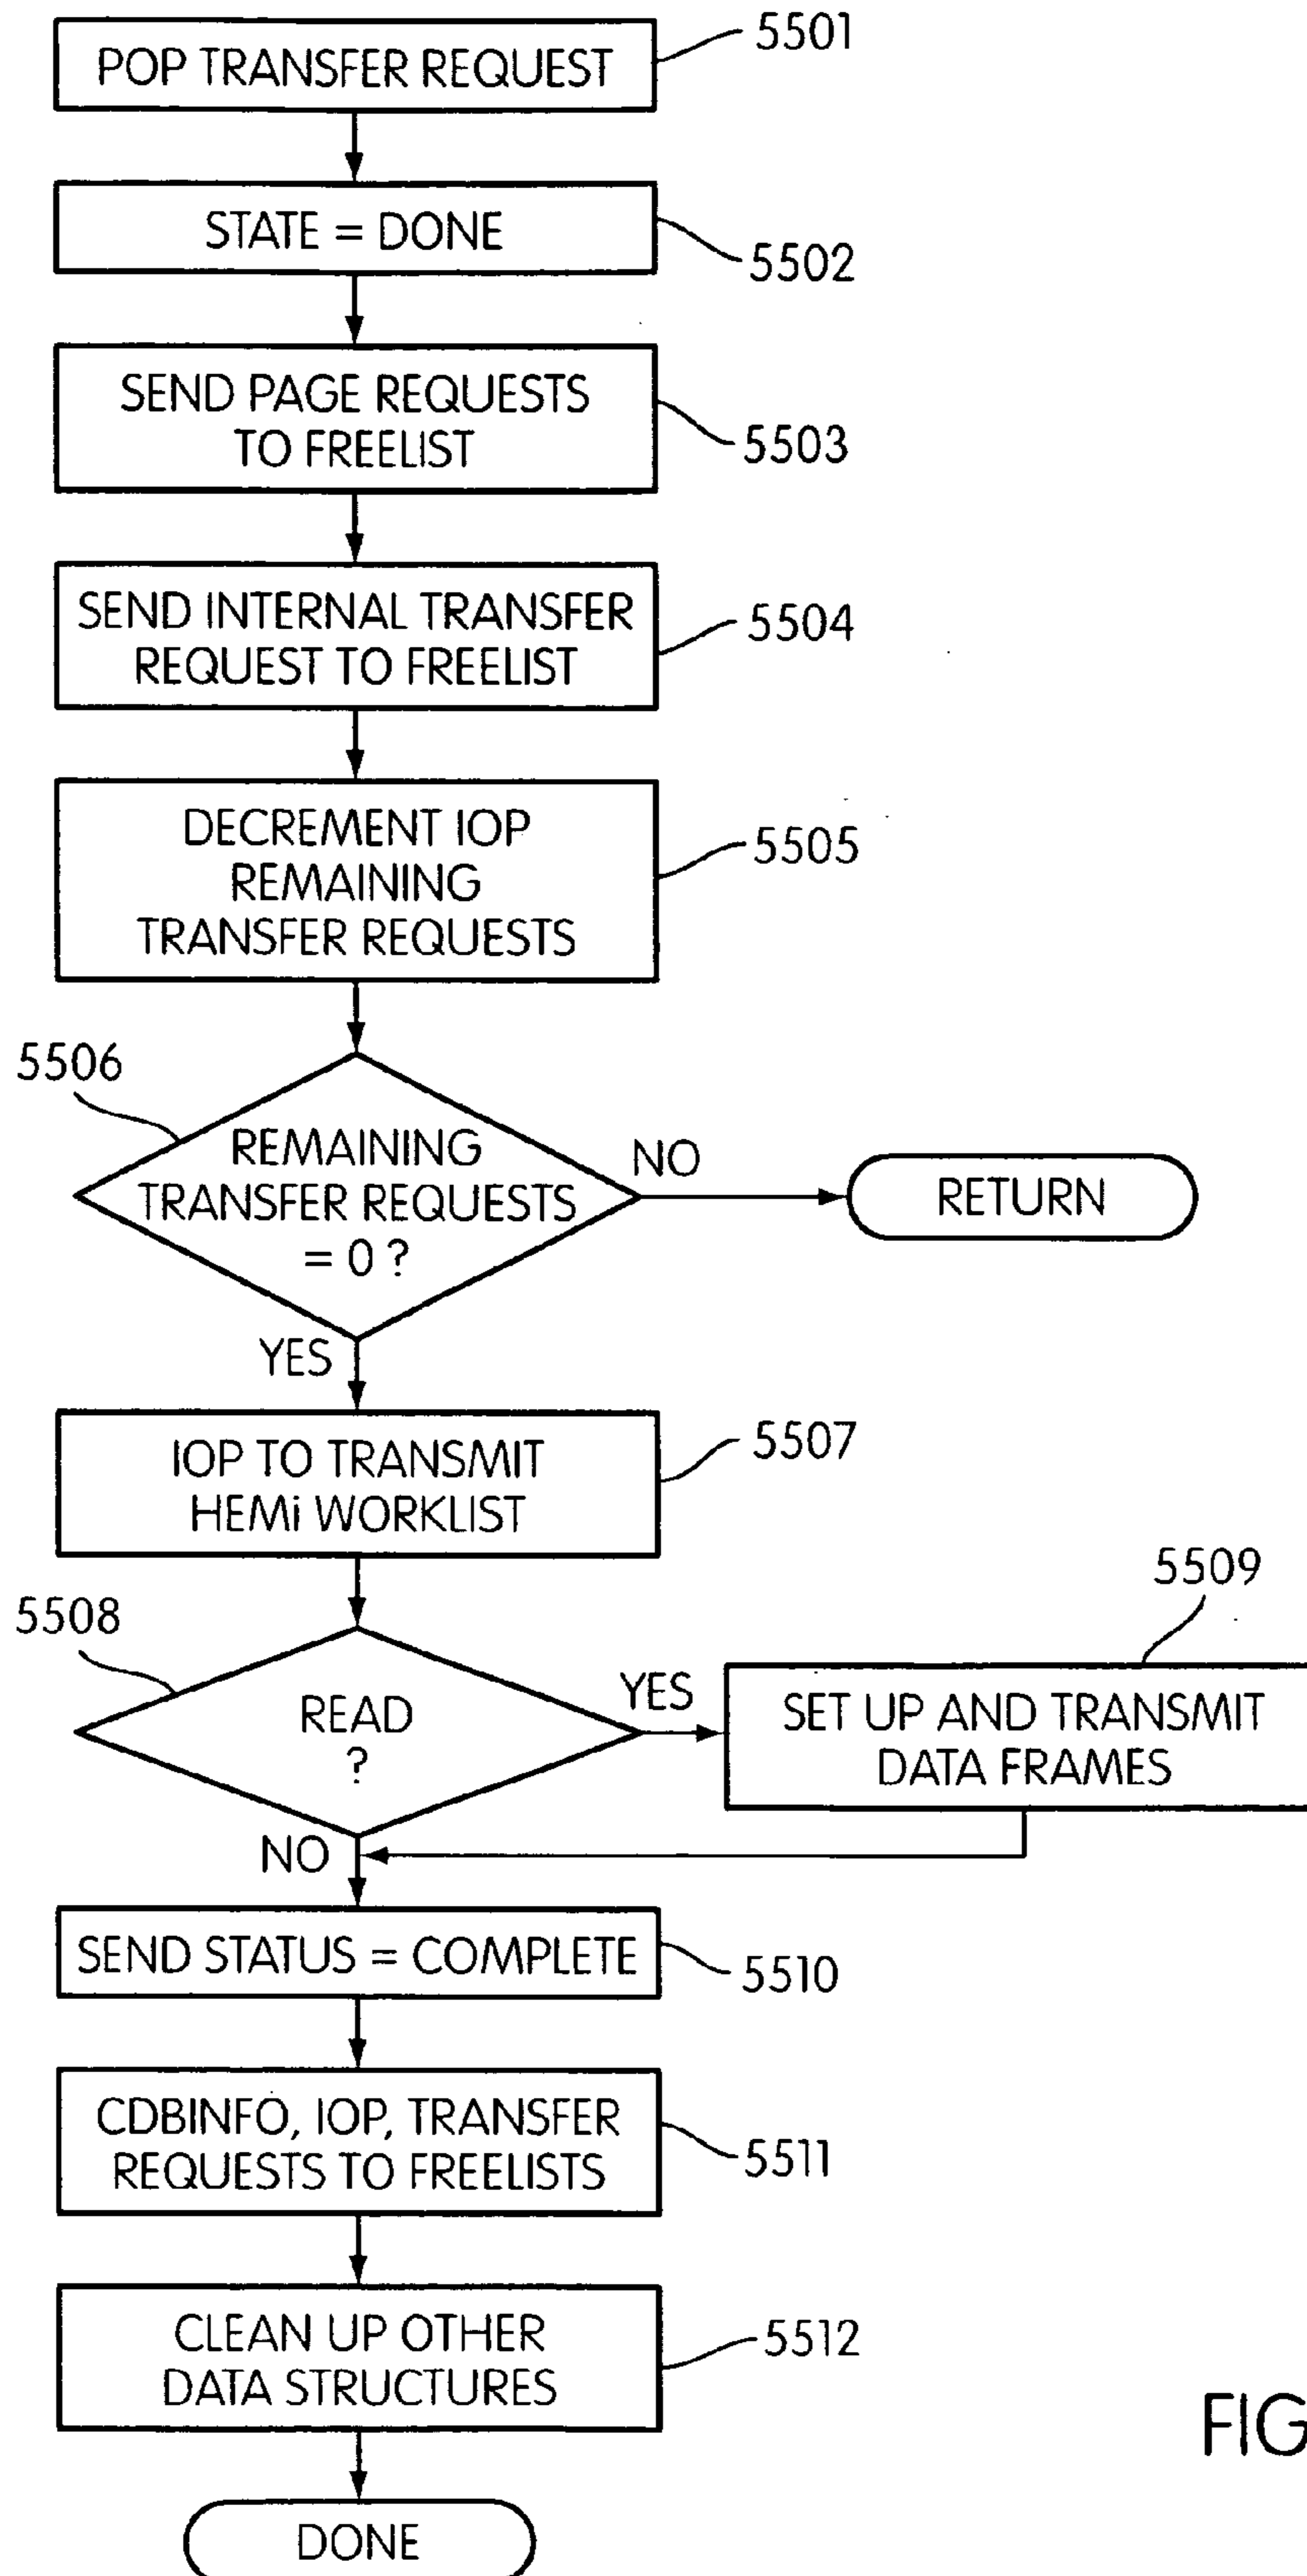 5501
POP TRANSFER REQUEST
STATE = DONE
5502
SEND PAGE REQUESTS
TO FREELIST
5503
SEND INTERNAL TRANSFER
REQUEST TO FREELIST
5504
DECREMENT IOP
REMAINING
TRANSFER REQUESTS
5505
5506
REMAINING
TRANSFER REQUESTS
= 0 ?
NO
RETURN
YES
IOP TO TRANSMIT
HEMi WORKLIST
5507
5508
READ
?
YES
5509
SET UP AND TRANSMIT
DATA FRAMES
NO
SEND STATUS = COMPLETE
5510
CDBINFO, IOP, TRANSFER
REQUESTS TO FREELISTS
5511
CLEAN UP OTHER
DATA STRUCTURES
5512
FIG
DONE